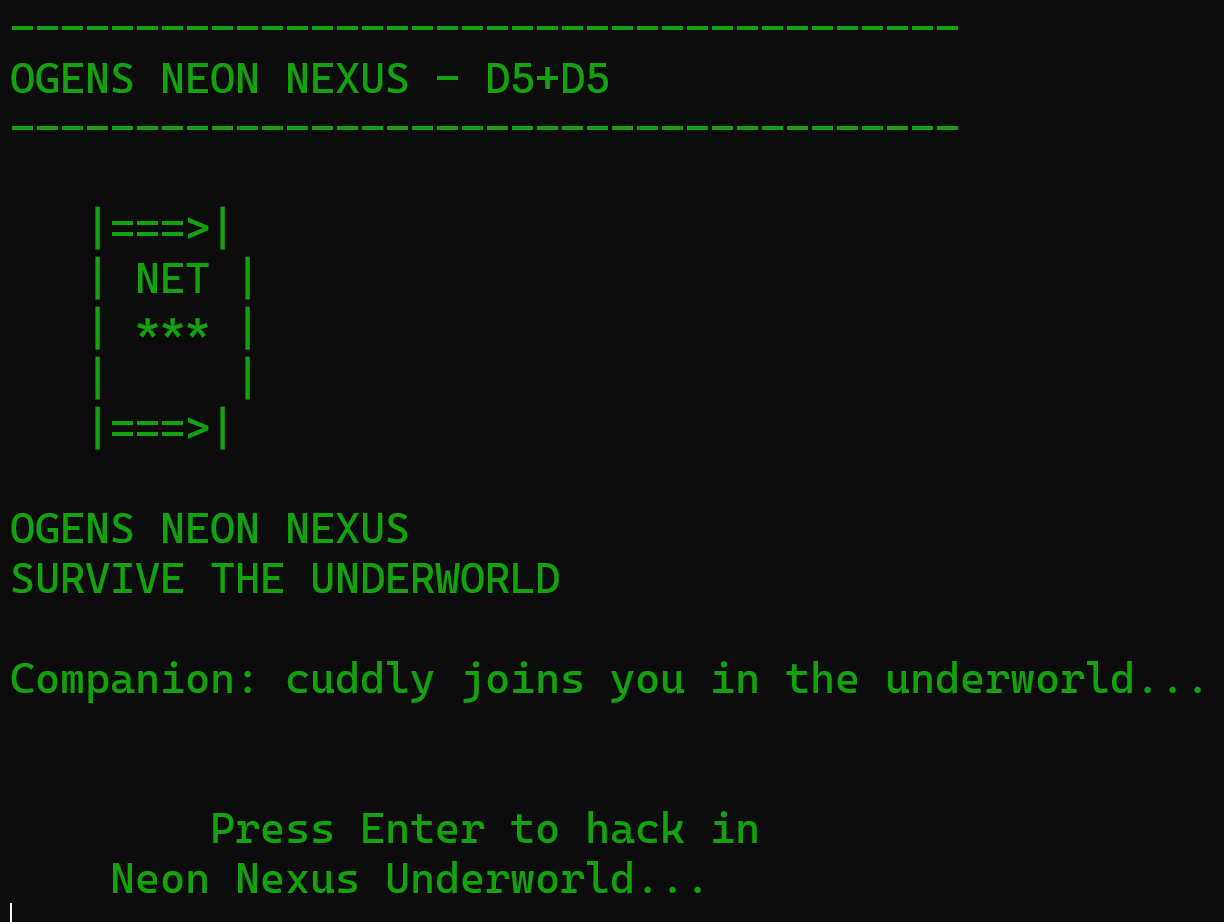 --------------------------------------
OGENS NEON NEXUS - D5+D5
--------------------------------------
|===>|
| NET |
| *** |
|     |
|===>|
OGENS NEON NEXUS
SURVIVE THE UNDERWORLD
Companion: cuddly joins you in the underworld...
Press Enter to hack in
Neon Nexus Underworld...